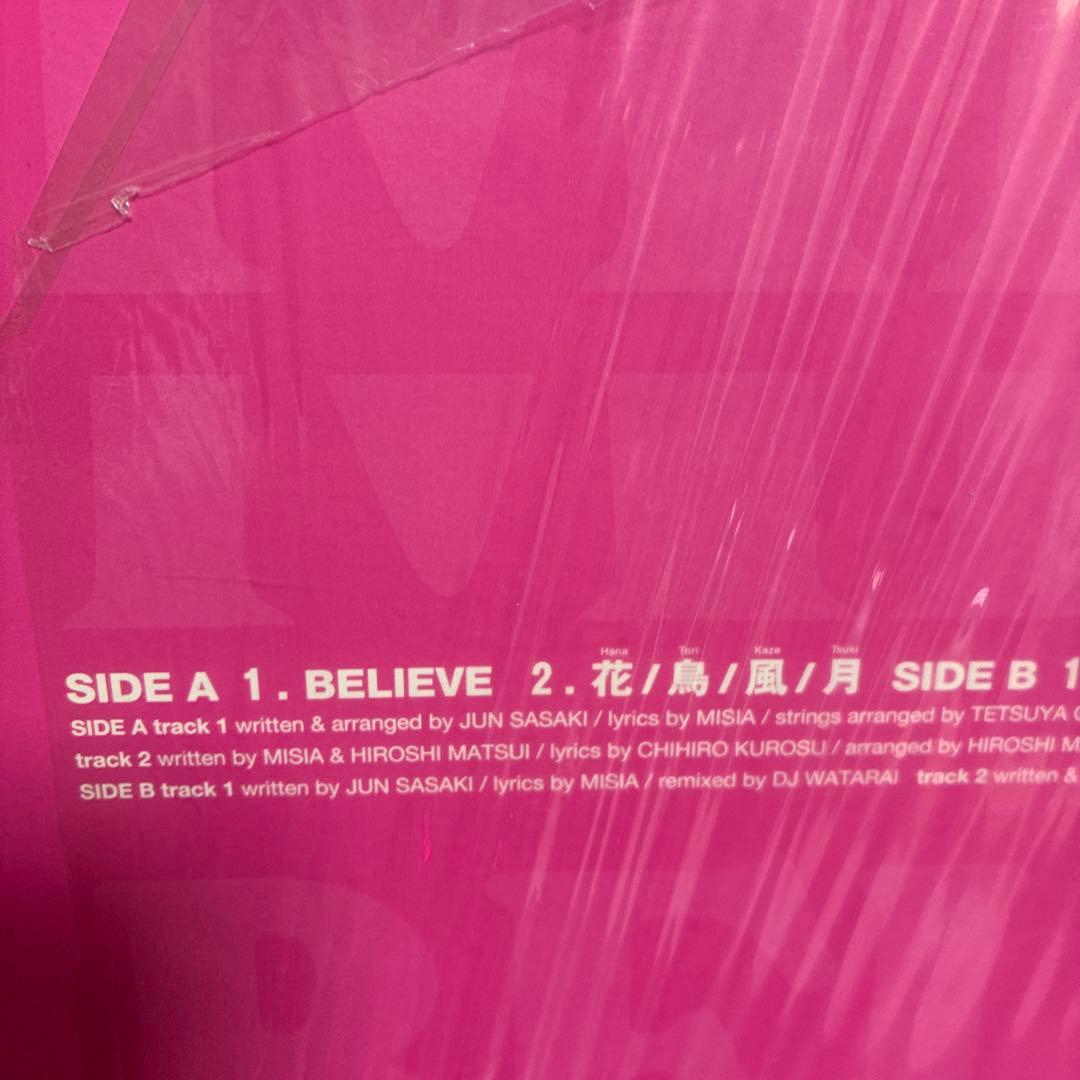 Hana Tori Kaze Tsuki
SIDE A 1. BELIEVE 2. 花/鳥/風/月 SIDE B 1
SIDE A track 1 written & arranged by JUN SASAKI / lyrics by MISIA / strings arranged by TETSUYA
track 2 written by MISIA & HIROSHI MATSUI / lyrics by CHIHIRO KUROSU / arranged by HIROSHI M
SIDE B track 1 written by JUN SASAKI / lyrics by MISIA / remixed by DJ WATARAI track 2 written &